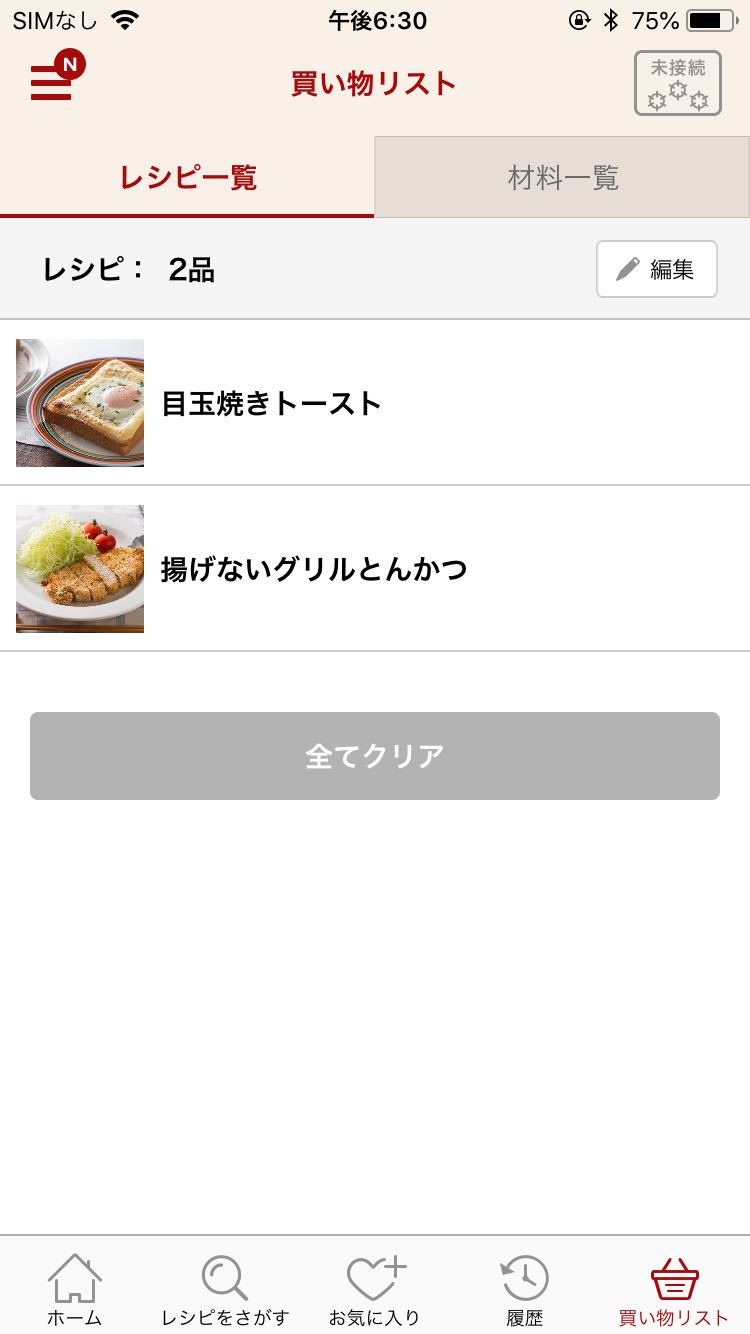 SIMなし 午後6:30 75%
N
買い物リスト
未接続
レシピ一覧 材料一覧
レシピ： 2品
編集
目玉焼きトースト
揚げないグリルとんかつ
全てクリア
ホーム レシピをさがす お気に入り 履歴 買い物リスト